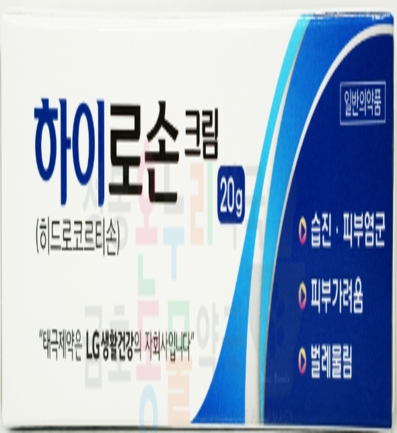 일반의약품
하이로손 크림
20g
(히드로코르티손)
습진 · 피부염군
피부가려움
벌레물림
"태극제약은 LG생활건강의 자회사입니다"